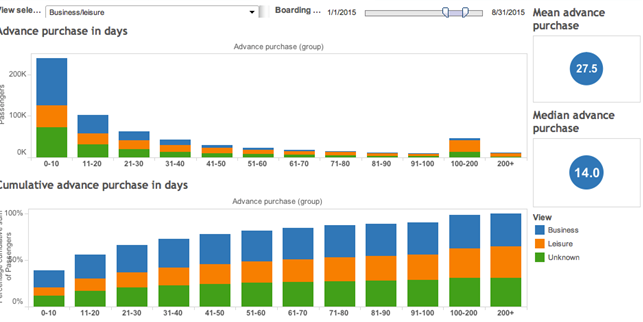 View sele... Business/leisure Boarding ... 1/1/2015 8/31/2015
Advance purchase in days
Advance purchase (group)
Passengers
200K
100K
0K
0-10 11-20 21-30 31-40 41-50 51-60 61-70 71-80 81-90 91-100 100-200 200+
Cumulative advance purchase in days
Advance purchase (group)
Percentage cumulative sum
of Passengers
100%
0%
0-10 11-20 21-30 31-40 41-50 51-60 61-70 71-80 81-90 91-100 100-200 200+
Mean advance
purchase
27.5
Median advance
purchase
14.0
View
Business
Leisure
Unknown